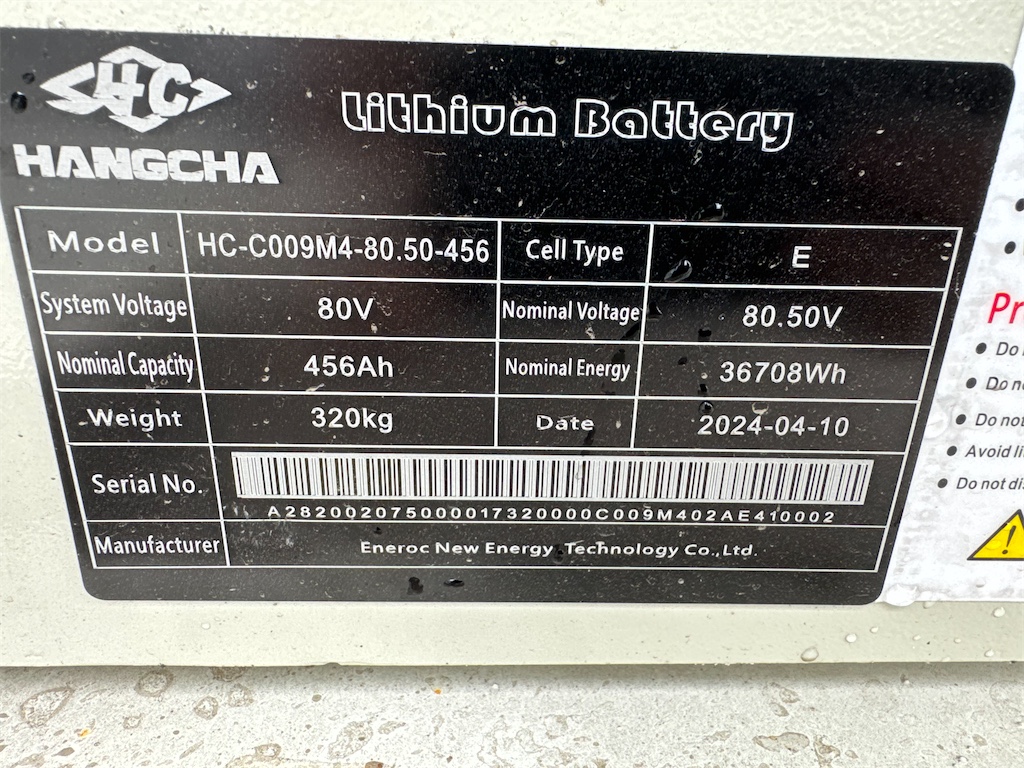 HC
HANGCHA
Lithium Battery
Model HC-C009M4-80.50-456 Cell Type E
System Voltage 80V Nominal Voltage 80.50V
Nominal Capacity 456Ah Nominal Energy 36708Wh
Weight 320kg Date 2024-04-10
Serial No.
A282002075000017320000C009M402AE410002
Manufacturer Eneroc New Energy Technology Co.,Ltd.
Pr
Do
Do
Do not
Avoid
Do not